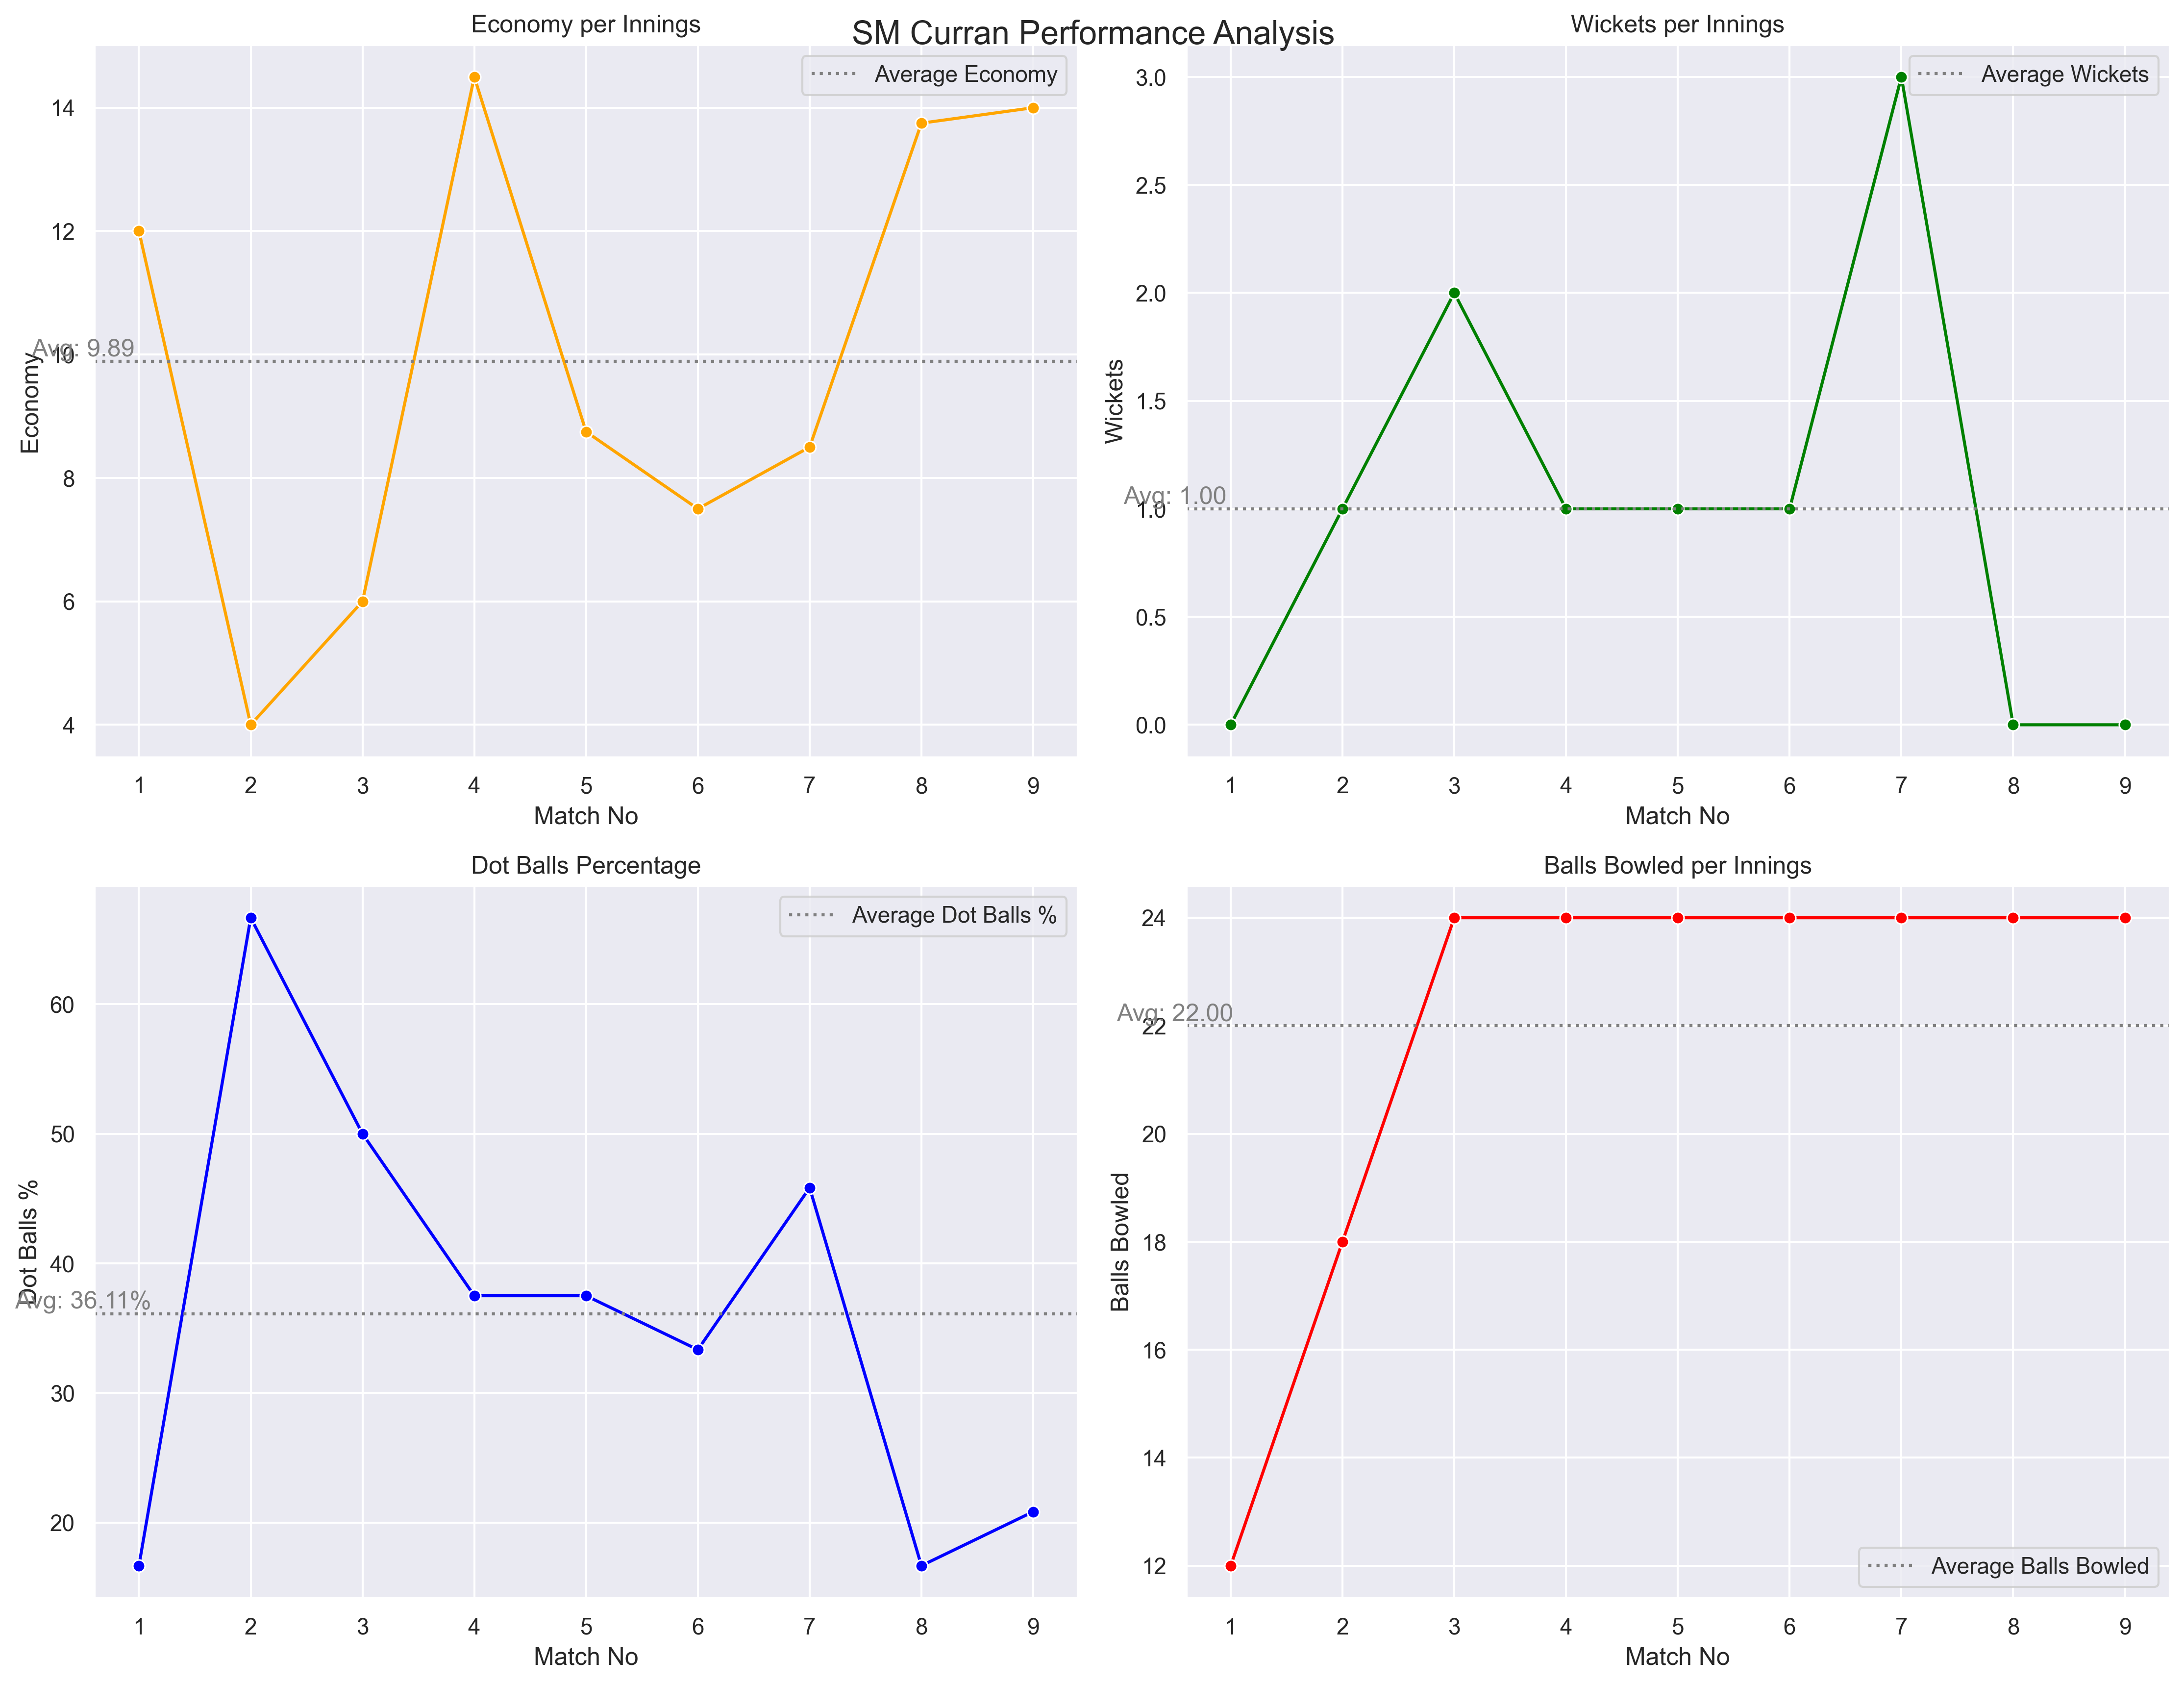 SM Curran Performance Analysis
Economy per Innings
Average Economy
14
12
10
8
6
4
Avg: 9.89
Economy
1 2 3 4 5 6 7 8 9
Match No
Wickets per Innings
Average Wickets
3.0
2.5
2.0
1.5
1.0
0.5
0.0
Avg: 1.00
Wickets
1 2 3 4 5 6 7 8 9
Match No
Dot Balls Percentage
Average Dot Balls %
60
50
40
30
20
Avg: 36.11%
Dot Balls %
1 2 3 4 5 6 7 8 9
Match No
Balls Bowled per Innings
24
22
20
18
16
14
12
Avg: 22.00
Balls Bowled
Average Balls Bowled
1 2 3 4 5 6 7 8 9
Match No